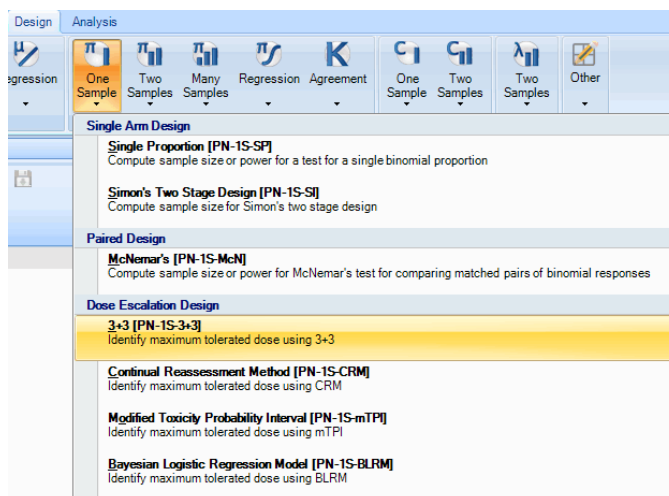 Design Analysis
μ π π π π K C C λ
egression One Sample Two Samples Many Samples Regression Agreement One Sample Two Samples Two Samples Other
Single Arm Design
Single Proportion [PN-1S-SP]
Compute sample size or power for a test for a single binomial proportion
Simon's Two Stage Design [PN-1S-SI]
Compute sample size for Simon's two stage design
Paired Design
McNemar's [PN-1S-McN]
Compute sample size or power for McNemar's test for comparing matched pairs of binomial responses
Dose Escalation Design
3+3 [PN-1S-3+3]
Identify maximum tolerated dose using 3+3
Continual Reassessment Method [PN-1S-CRM]
Identify maximum tolerated dose using CRM
Modified Toxicity Probability Interval [PN-1S-mTPI]
Identify maximum tolerated dose using mTPI
Bayesian Logistic Regression Model [PN-1S-BLRM]
Identify maximum tolerated dose using BLRM